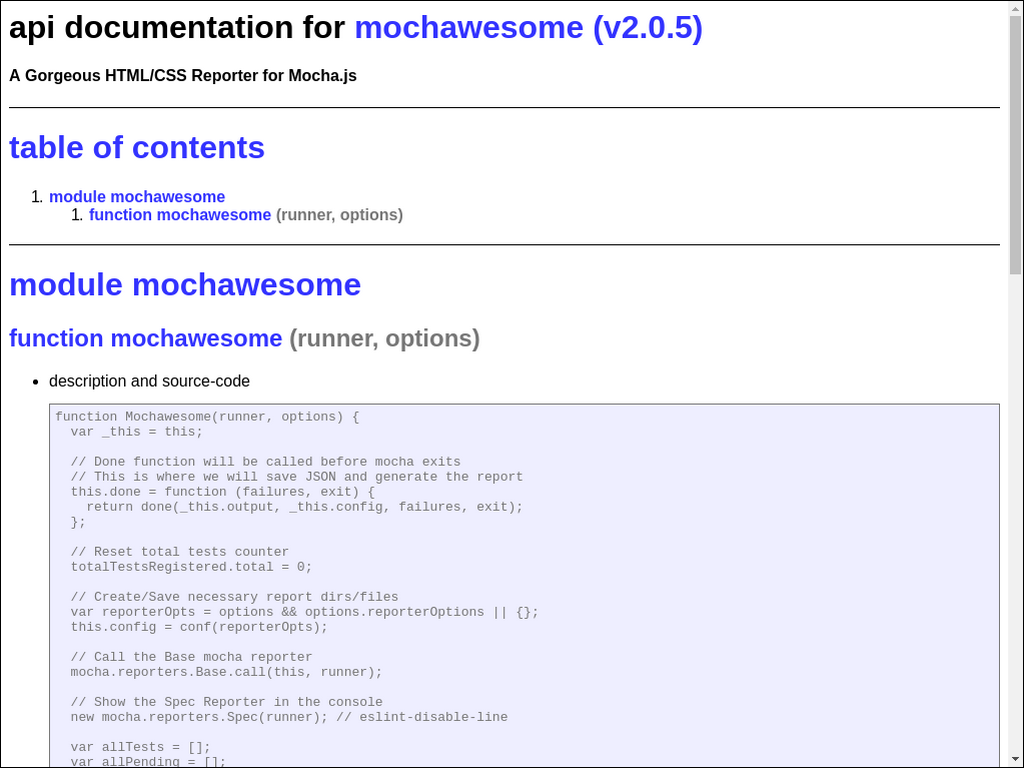 api documentation for mochawesome (v2.0.5)
A Gorgeous HTML/CSS Reporter for Mocha.js
table of contents
1. module mochawesome
1. function mochawesome (runner, options)
module mochawesome
function mochawesome (runner, options)
• description and source-code
function Mochawesome(runner, options) {
  var _this = this;

  // Done function will be called before mocha exits
  // This is where we will save JSON and generate the report
  this.done = function (failures, exit) {
    return done(_this.output, _this.config, failures, exit);
  };

  // Reset total tests counter
  totalTestsRegistered.total = 0;

  // Create/Save necessary report dirs/files
  var reporterOpts = options && options.reporterOptions || {};
  this.config = conf(reporterOpts);

  // Call the Base mocha reporter
  mocha.reporters.Base.call(this, runner);

  // Show the Spec Reporter in the console
  new mocha.reporters.Spec(runner); // eslint-disable-line

  var allTests = [];
  var allPending = [];